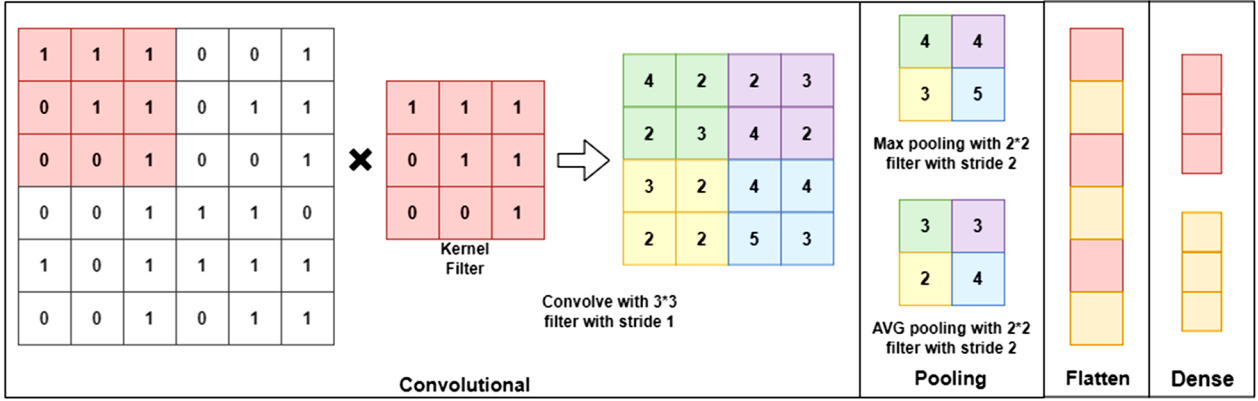 1 1 1 0 0 1
0 1 1 0 1 1
0 0 1 0 0 1
0 0 1 1 1 0
1 0 1 1 1 1
0 0 1 0 1 1
1 1 1
0 1 1
0 0 1
Kernel
Filter
4 2 2 3
2 3 4 2
3 2 4 4
2 2 5 3
Convolve with 3*3
filter with stride 1
Convolutional
4 4
3 5
Max pooling with 2*2
filter with stride 2
3 3
2 4
AVG pooling with 2*2
filter with stride 2
Pooling
Flatten
Dense